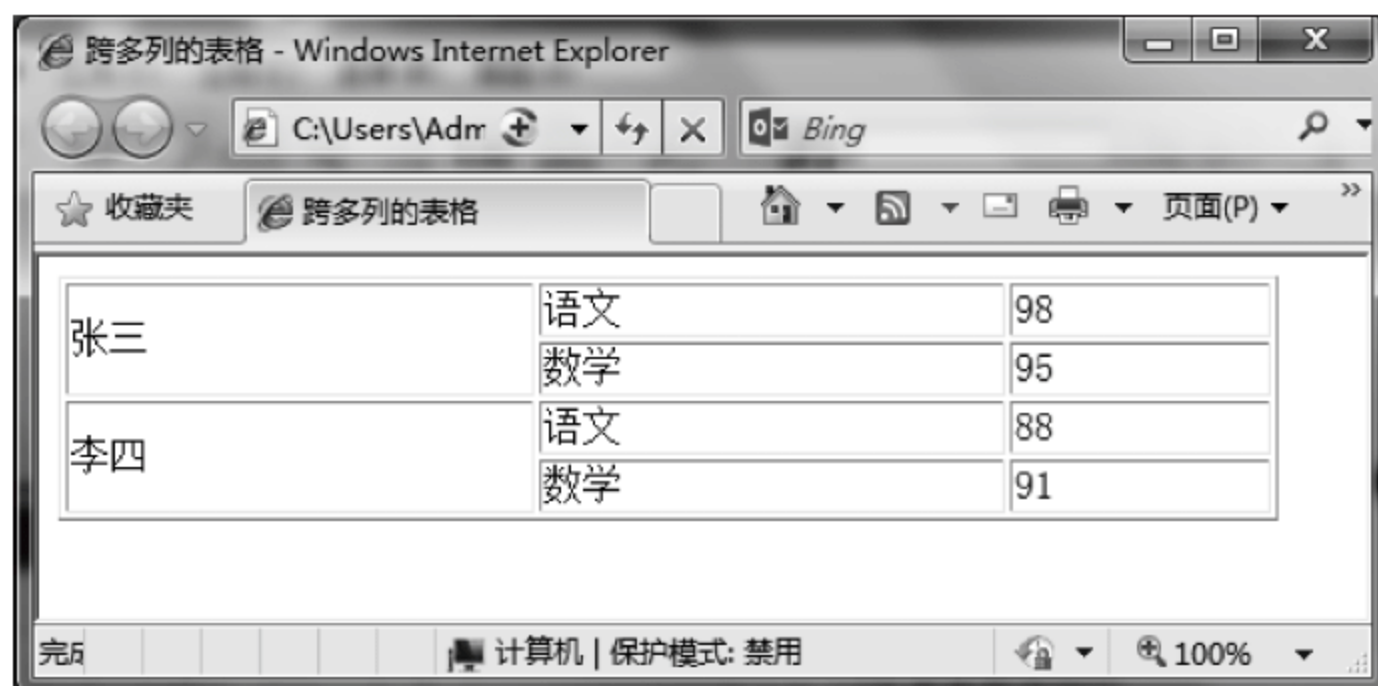 跨多列的表格 - Windows Internet Explorer
C:\Users\Adm
Bing
收藏夹 跨多列的表格 页面(P)
张三 语文 98
数学 95
李四 语文 88
数学 91
完成 计算机 | 保护模式: 禁用 100%